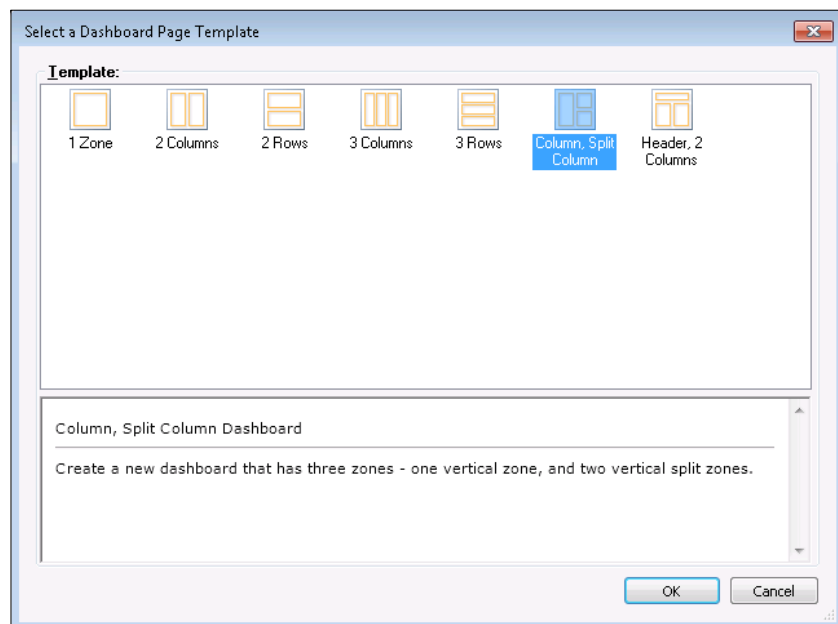 Select a Dashboard Page Template
Template:
1 Zone
2 Columns
2 Rows
3 Columns
3 Rows
Column, Split
Column
Header, 2
Columns
Column, Split Column Dashboard
Create a new dashboard that has three zones - one vertical zone, and two vertical split zones.
OK
Cancel